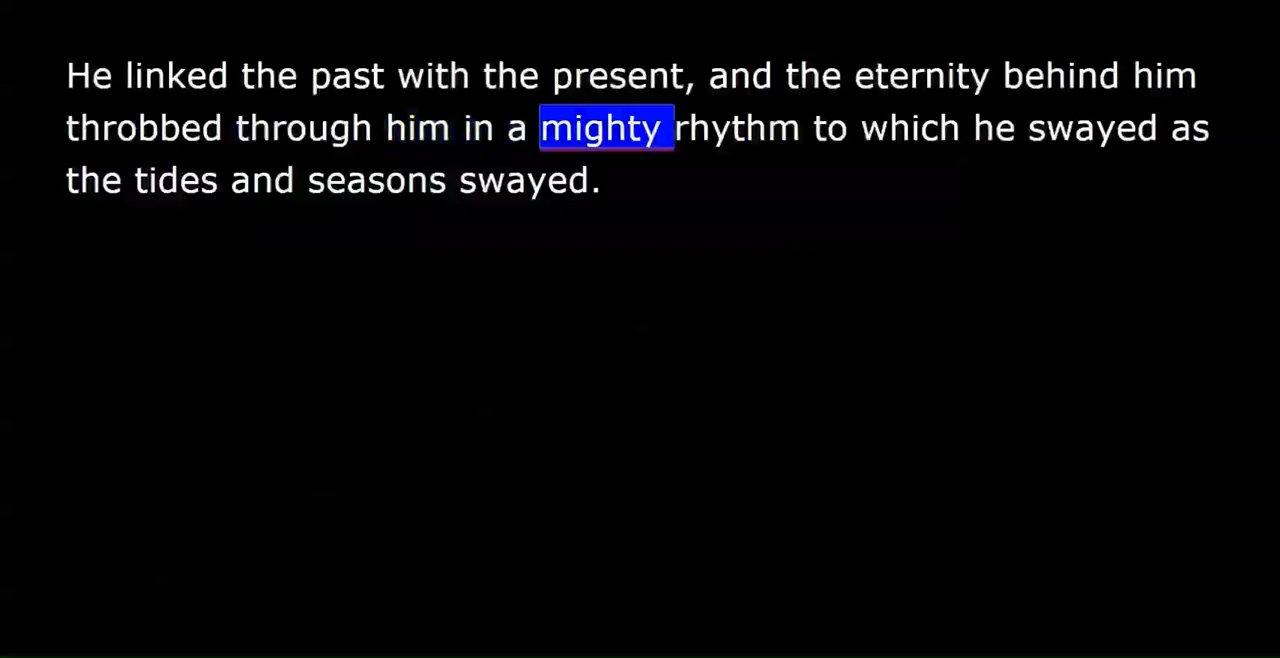 He linked the past with the present, and the eternity behind him
throbbed through him in a mighty rhythm to which he swayed as
the tides and seasons swayed.